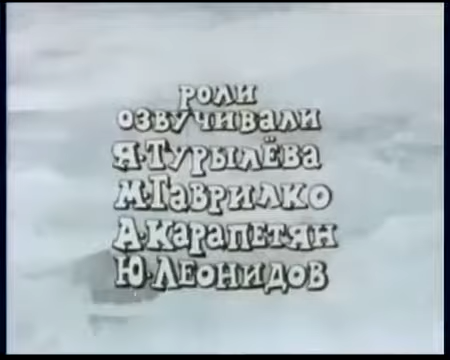 роли
озвучивали
Я. Турылёва
М. Гаврилко
А. Карапетян
Ю. Леонидов